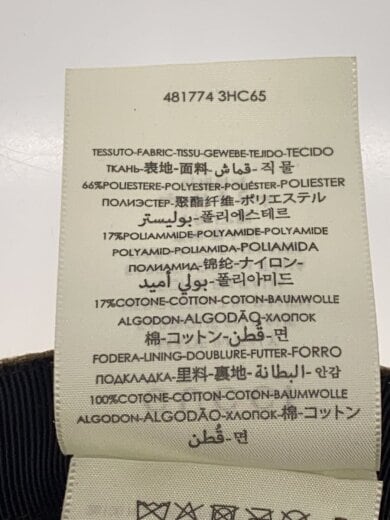 481774 3HC65
TESSUTO-FABRIC-TISSU-GEWEBE-TEJIDO-TECIDO
ТКАНЬ-表地-面料-قماش-직물
66%POLIESTERE-POLYESTER-POLIÉSTER-POLIESTER
ПОЛИЭСТЕР-聚酯纤维-ポリエステル
بوليستر-폴리에스테르
17%POLIAMMIDE-POLYAMIDE-POLYAMIDE
POLYAMID-POLIAMIDA-POLIAMIDA
ПОЛИАМИД-锦纶-ナイロン-
بولي أميد-폴리아미드
17%COTONE-COTTON-COTON-BAUMWOLLE
ALGODON-ALGODÃO-ХЛОПОК
棉-コットン-قُطن-면
FODERA-LINING-DOUBLURE-FUTTER-FORRO
ПОДКЛАДКА-里料-裏地-البطانة-안감
100%COTONE-COTTON-COTON-BAUMWOLLE
ALGODON-ALGODÃO-ХЛОПОК-棉-コットン
قُطن-면